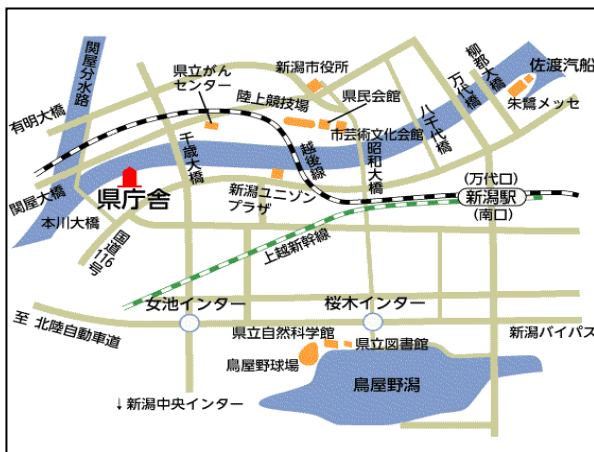 関屋分水路
有明大橋
関屋大橋
本川大橋
県立がん
センター
新潟市役所
陸上競技場
県民会館
市芸術文化会館
千歳大橋
越後線
昭和大橋
八千代橋
万代橋
柳都大橋
佐渡汽船
朱鷺メッセ
県庁舎
新潟ユニゾン
プラザ
(万代口)
新潟駅
(南口)
国道116号
上越新幹線
女池インター
桜木インター
至 北陸自動車道
新潟バイパス
県立自然科学館
県立図書館
鳥屋野球場
鳥屋野潟
↓新潟中央インター